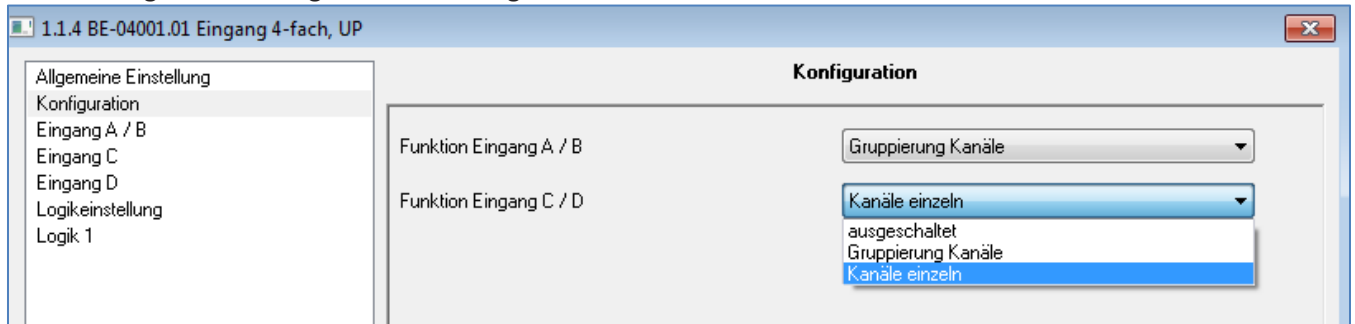 1.1.4 BE-04001.01 Eingang 4-fach, UP
Allgemeine Einstellung
Konfiguration
Eingang A / B
Eingang C
Eingang D
Logikeinstellung
Logik 1
Konfiguration
Funktion Eingang A / B
Gruppierung Kanäle
Funktion Eingang C / D
Kanäle einzeln
ausgeschaltet
Gruppierung Kanäle
Kanäle einzeln